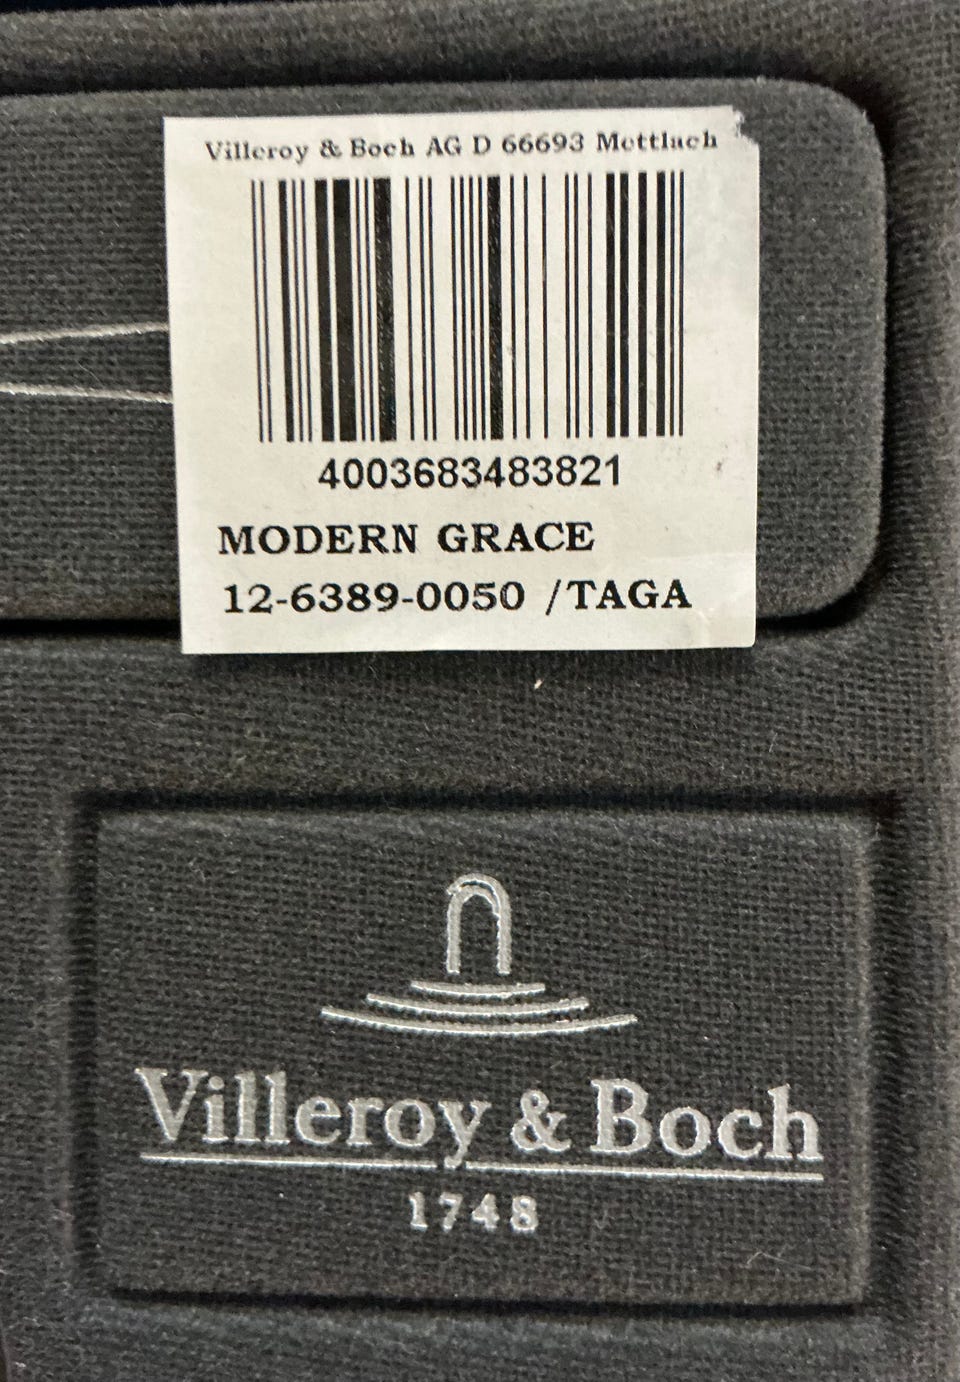 Villeroy & Boch AG D 66693 Mettlach
4003683483821
MODERN GRACE
12-6389-0050 /TAGA
Villeroy & Boch
1748